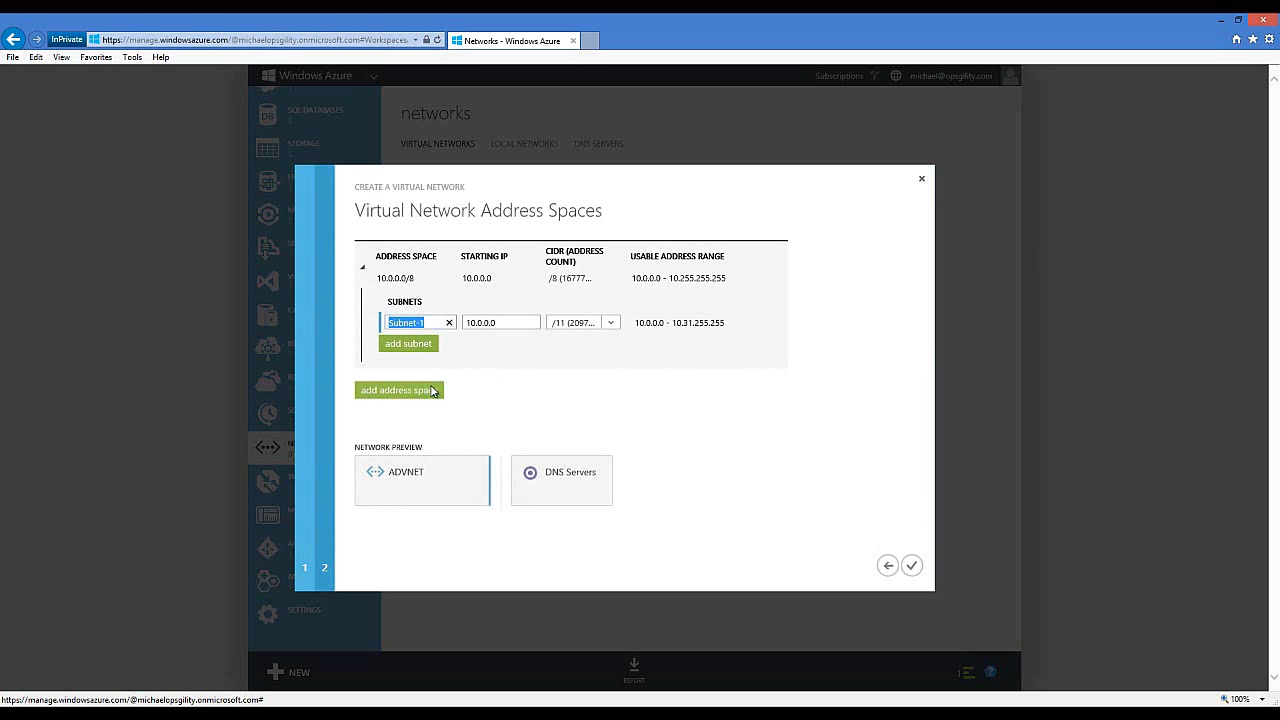 InPrivate
https://manage.windowsazure.com/@michaelopsgility.onmicrosoft.com#Workspaces
Networks - Windows Azure
File Edit View Favorites Tools Help
Windows Azure
Subscriptions
michael@opsgility.com
SQL DATABASES
networks
STORAGE
VIRTUAL NETWORKS
LOCAL NETWORKS
DNS SERVERS
CREATE A VIRTUAL NETWORK
Virtual Network Address Spaces
ADDRESS SPACE
STARTING IP
CIDR (ADDRESS
COUNT)
USABLE ADDRESS RANGE
10.0.0.0/8
10.0.0.0
/8 (16777...
10.0.0.0 - 10.255.255.255
SUBNETS
Subnet-1
10.0.0.0
/11 (2097...
10.0.0.0 - 10.31.255.255
add subnet
add address space
NETWORK PREVIEW
ADVNET
DNS Servers
1 2
SETTINGS
NEW
EXPORT
1
https://manage.windowsazure.com/@michaelopsgility.onmicrosoft.com#
100%